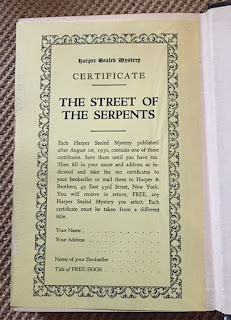 Harper Sealed Mystery
CERTIFICATE
THE STREET OF
THE SERPENTS
Each Harper Sealed Mystery published
after August 1st, 1930, contains one of these
certificates. Save them until you have ten.
Then fill in your name and address as in-
dicated and take the ten certificates to
your bookseller or mail them to Harper &
Brothers, 49 East 33rd Street, New York.
You will receive in return, FREE, any
Harper Sealed Mystery you select. Each
certificate must be taken from a different
title.
Your Name . . . . . . . . . . . .
Your Address . . . . . . . . . . .
Name of your Bookseller
Title of FREE BOOK . . . . . . . .